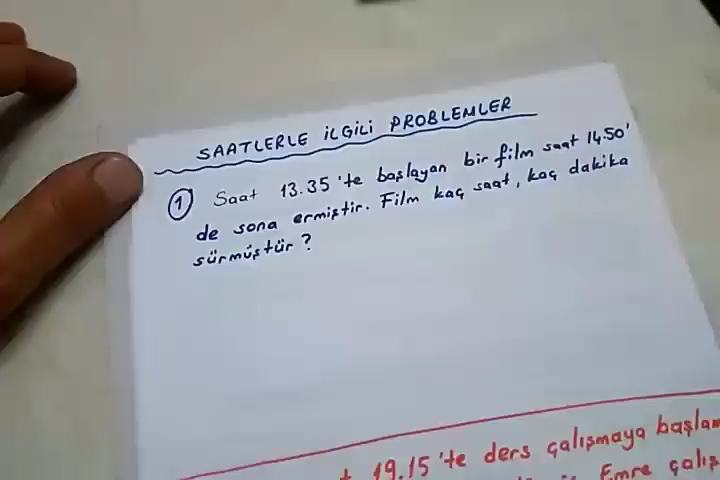 SAATLERLE İLGİLİ PROBLEMLER
1 Saat 13.35'te başlayan bir film saat 14.50'
de sona ermiştir. Film kaç saat, kaç dakika
sürmüştür?
19.15'te ders çalışmaya başlam
Emre çalış